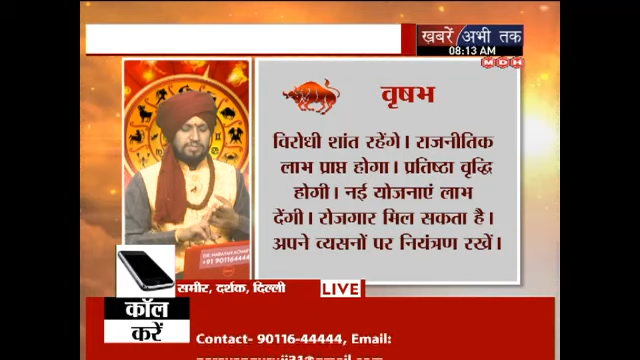 ख़बरें अभी तक
08:13 AM
MDH
वृषभ
विरोधी शांत रहेंगे। राजनीतिक
लाभ प्राप्त होगा। प्रतिष्ठा वृद्धि
होगी। नई योजनाएं लाभ
देंगी। रोजगार मिल सकता है।
अपने व्यसनों पर नियंत्रण रखें।
समीर, दर्शक, दिल्ली
LIVE
कॉल
करें
Contact- 90116-44444, Email: